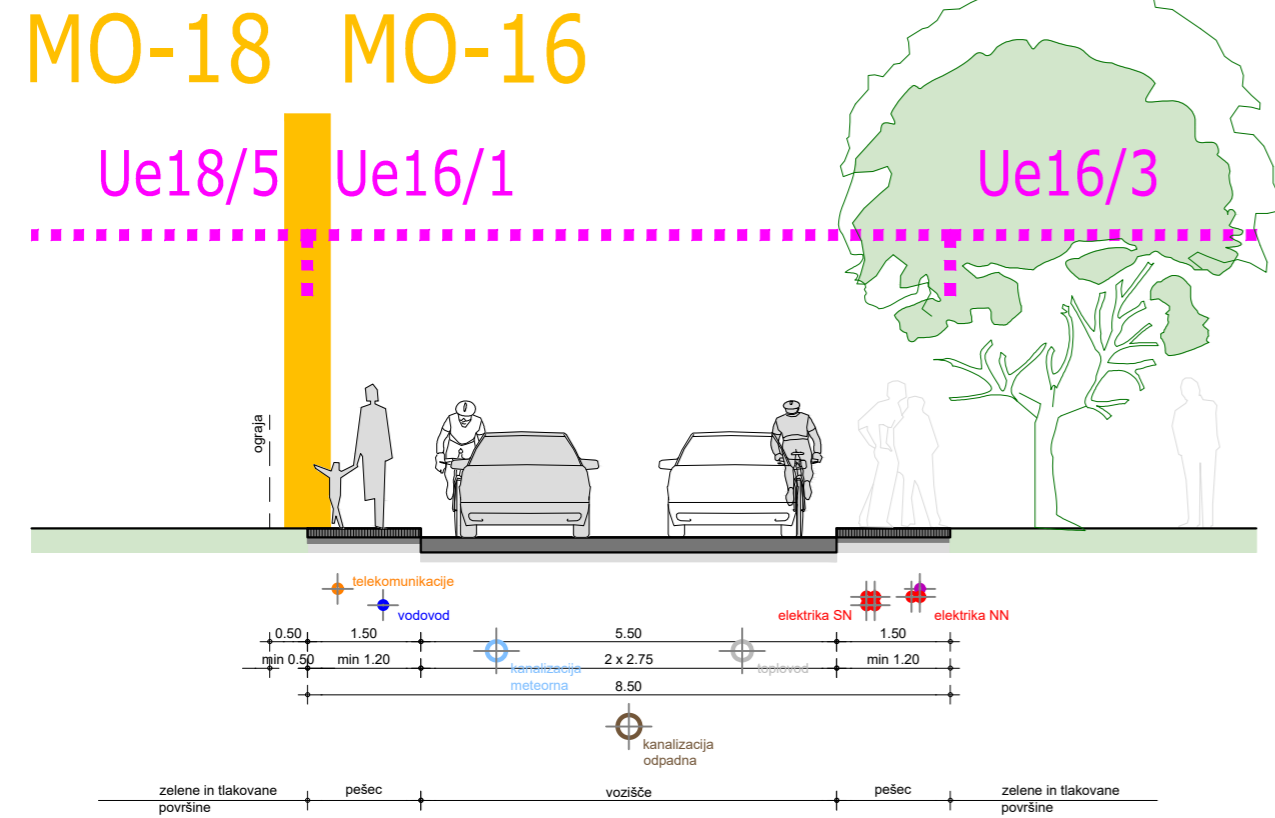 MO-18 MO-16
Ue18/5 Ue16/1 Ue16/3
ograja
telekomunikacije
vodovod
elektrika SN
elektrika NN
0.50 1.50 5.50 1.50
min 0.50 min 1.20 2 x 2.75 min 1.20
kanalizacija
meteorna
toplovod
8.50
kanalizacija
odpadna
zelene in tlakovane
površine
pešec
vozišče
pešec
zelene in tlakovane
površine